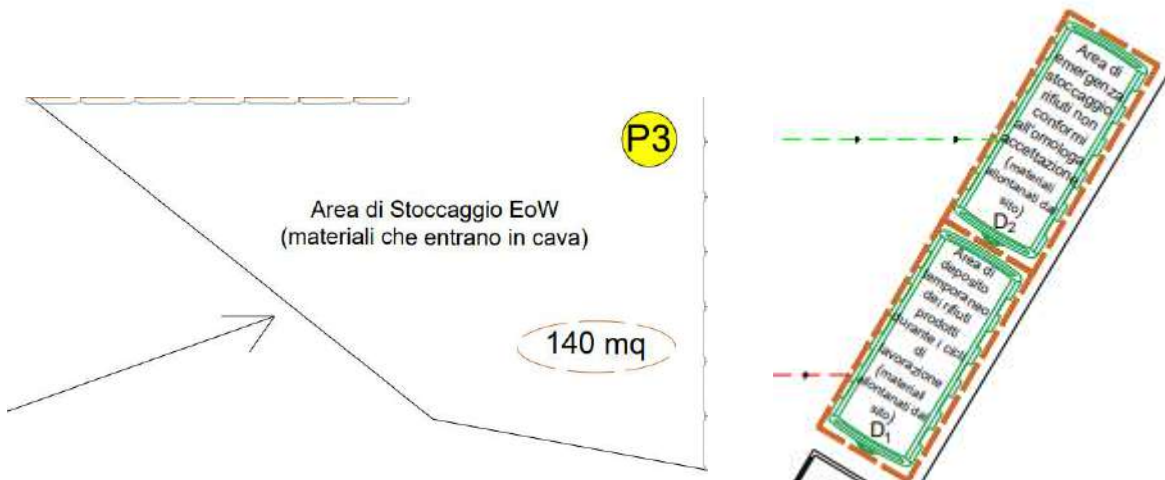 P3
Area di Stoccaggio EoW
(materiali che entrano in cava)
140 mq
Area di
emergenza
stoccaggio
rifiuti non
conformi
all'omologa
accettazione
(materiali
allontanati dal
sito)
D2
Area di
deposito
temporaneo
dei rifiuti
prodotti
durante i cicli
di
lavorazione
(materiali
allontanati dal
sito)
D1